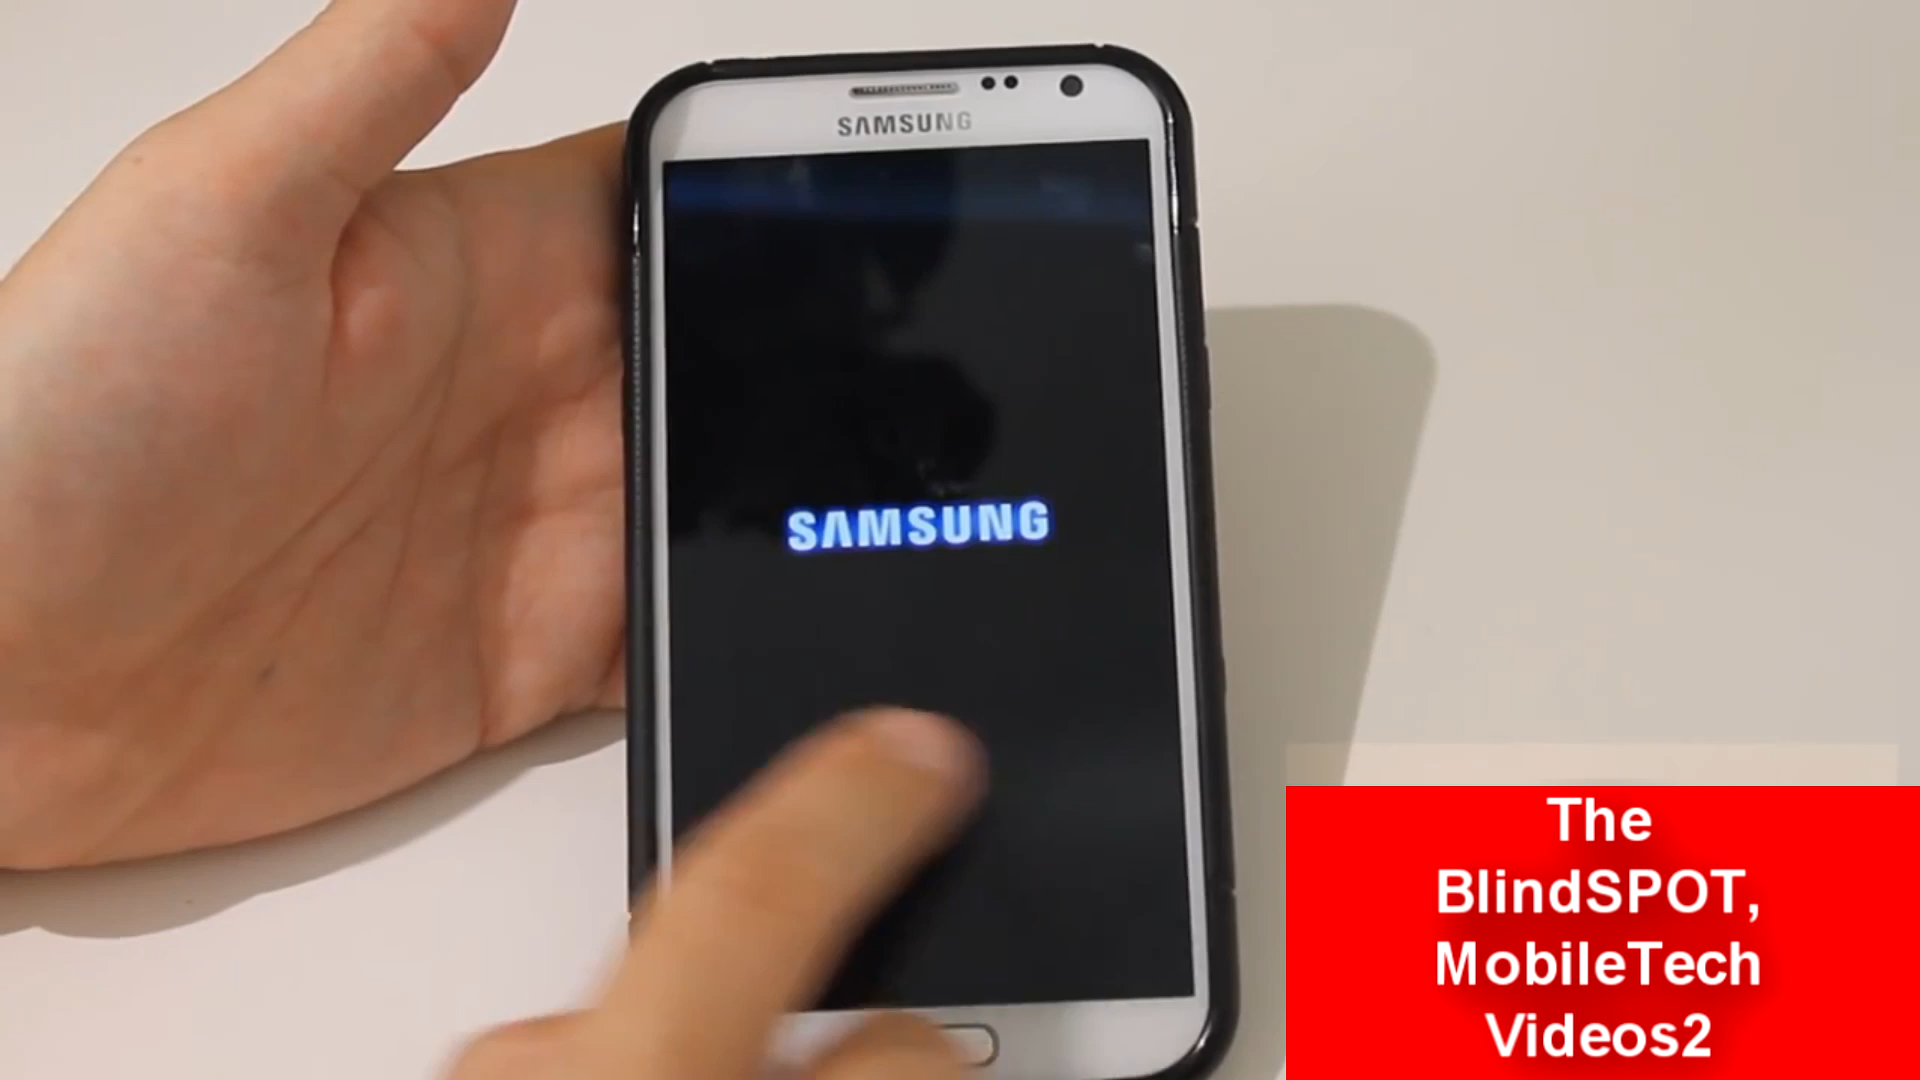 SAMSUNG
SAMSUNG
The
BlindSPOT,
MobileTech
Videos2